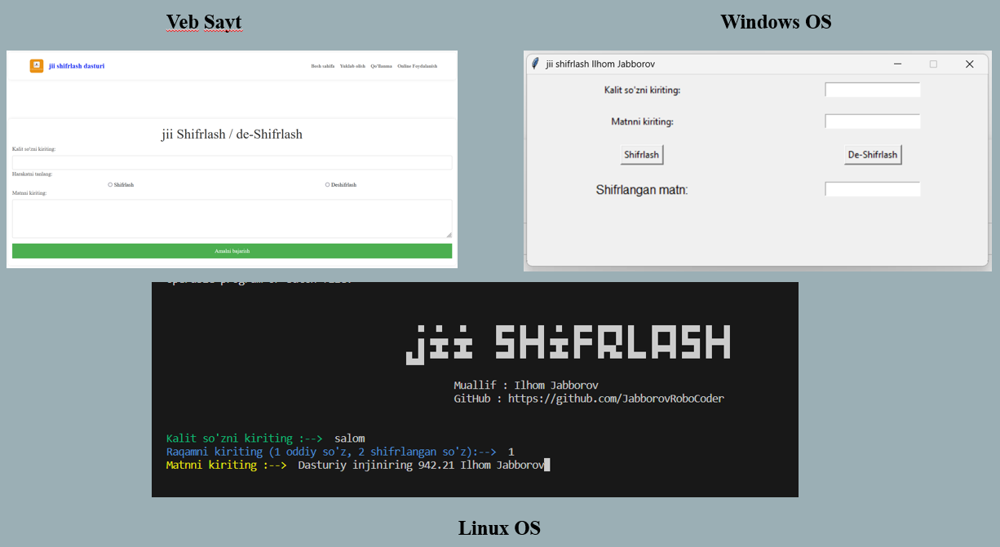 Veb Sayt
Windows OS
jii shifrlash dasturi
Bosh sahifa Yuklab olish Qo'llanma Online Foydalanish
jii Shifrlash / de-Shifrlash
Kalit so'zni kiriting:
Harakatni tanlang:
Shifrlash Deshifrlash
Matnni kiriting:
Amalni bajarish
jii shifrlash Ilhom Jabborov
Kalit so'zni kiriting:
Matnni kiriting:
Shifrlash De-Shifrlash
Shifrlangan matn:
jii SHiFRLASH
Muallif : Ilhom Jabborov
GitHub : https://github.com/JabborovRoboCoder
Kalit so'zni kiriting :--> salom
Raqamni kiriting (1 oddiy so'z, 2 shifrlangan so'z):--> 1
Matnni kiriting :--> Dasturiy injiniring 942.21 Ilhom Jabborov
Linux OS